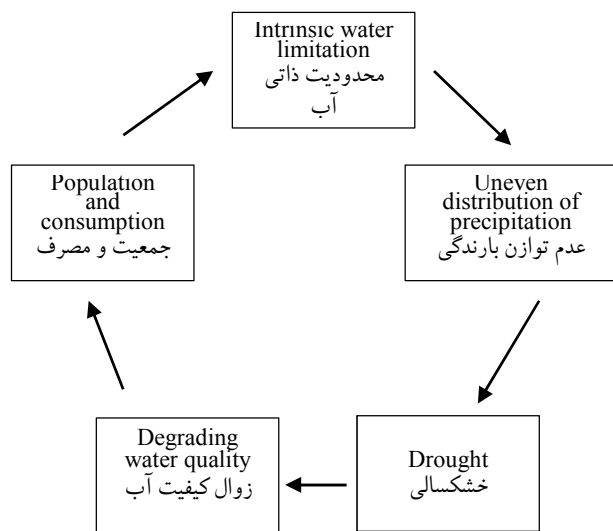 Intrinsic water
limitation
محدودیت ذاتی
آب
Uneven
distribution of
precipitation
عدم توازن بارندگی
Drought
خشکسالی
Degrading
water quality
زوال کیفیت آب
Population
and
consumption
جمعیت و مصرف